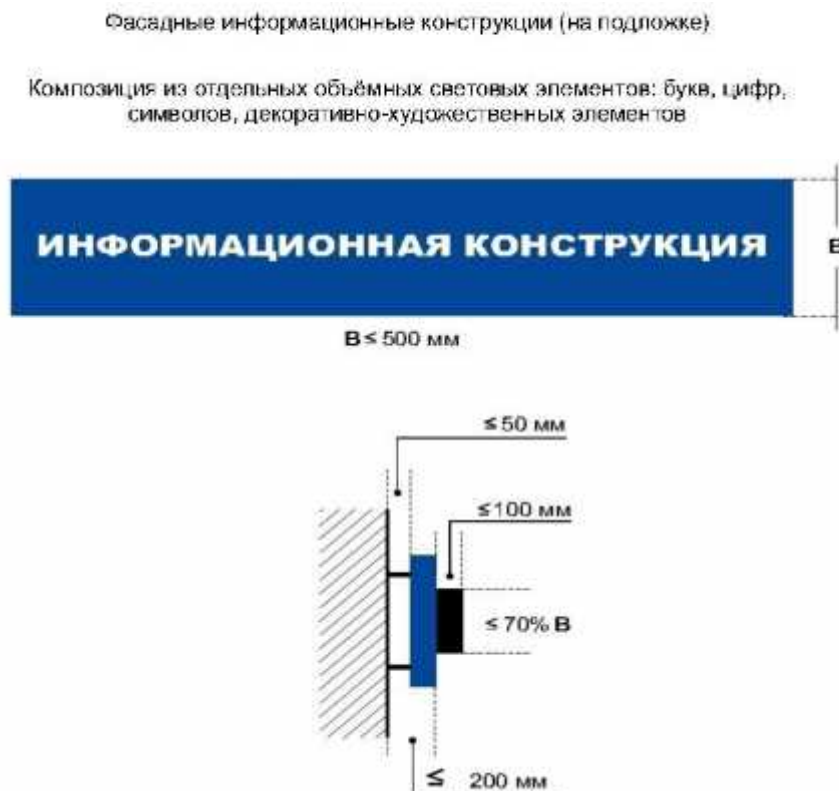 Фасадные информационные конструкции (на подложке)
Композиция из отдельных объёмных световых элементов: букв, цифр,
символов, декоративно-художественных элементов
ИНФОРМАЦИОННАЯ КОНСТРУКЦИЯ
В
В ≤ 500 мм
≤ 50 мм
≤100 мм
≤ 70% В
≤ 200 мм